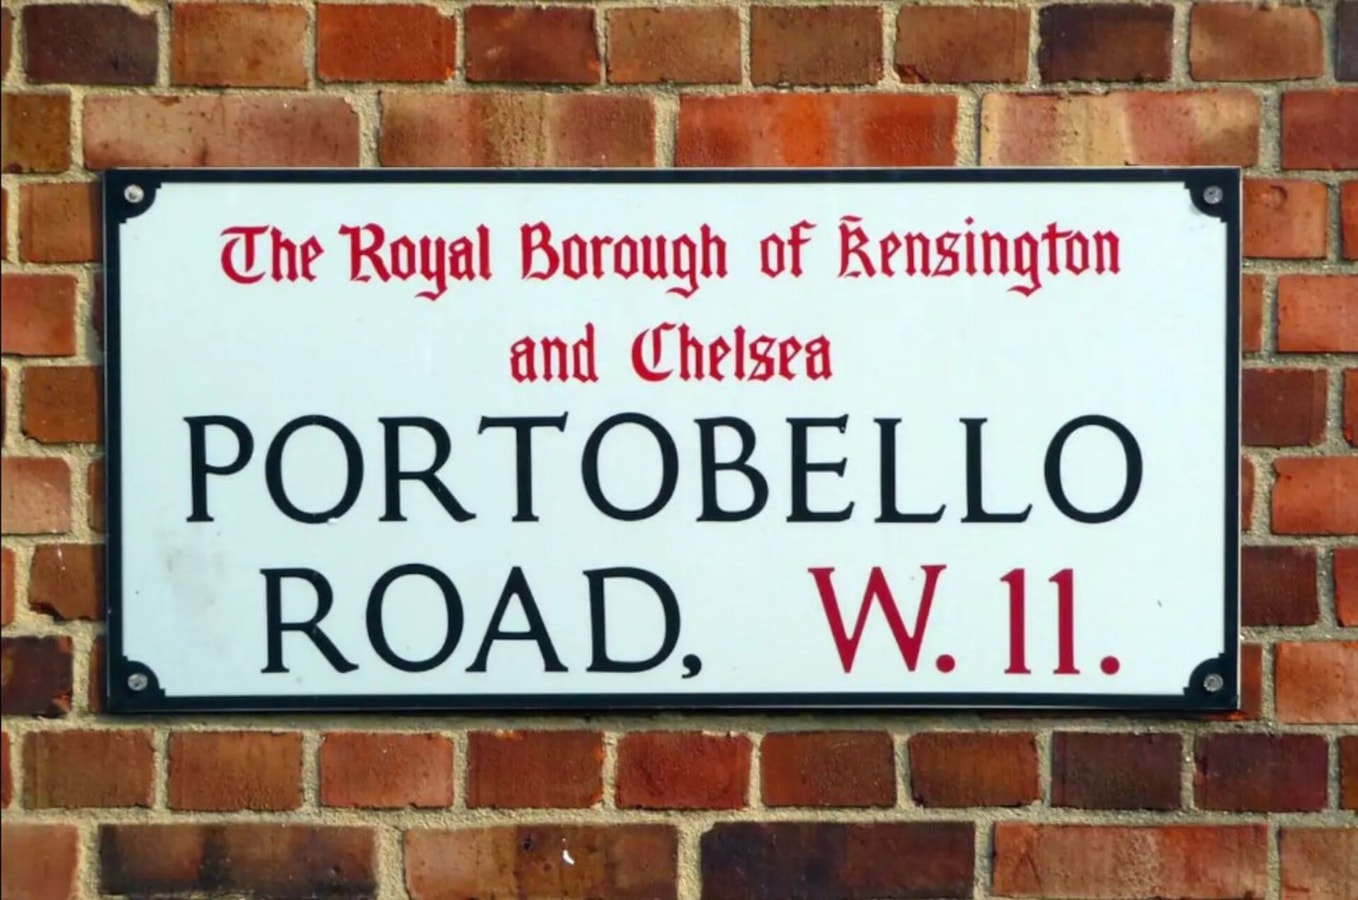 The Royal Borough of Kensington
and Chelsea
PORTOBELLO
ROAD, W.11.